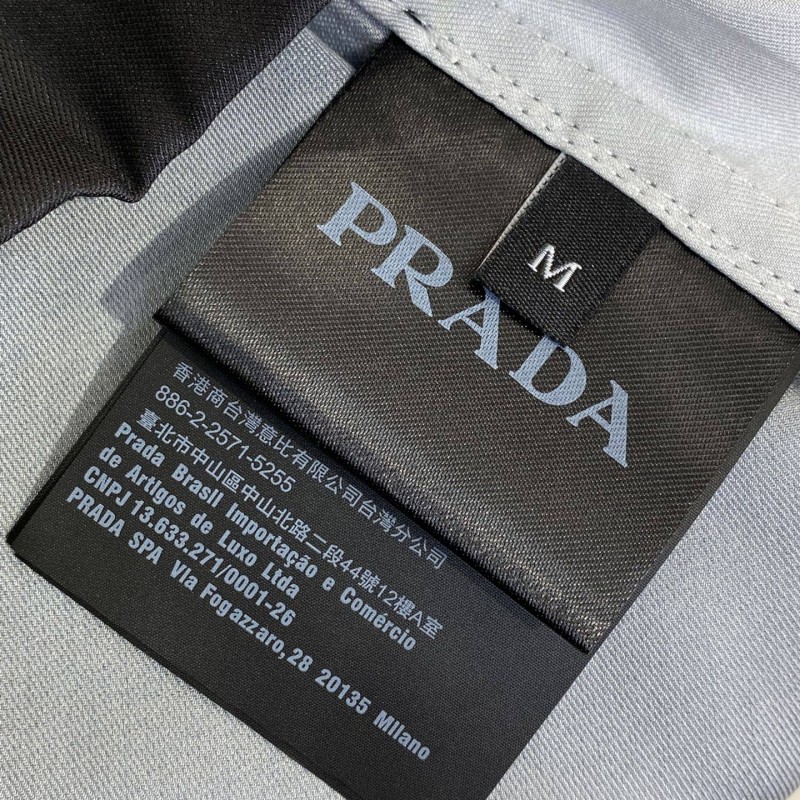 PRADA
M
香港商台灣意比有限公司台灣分公司
886-2-2571-5255
臺北市中山區中山北路二段44號12樓A室
Prada Brasil Importação e Comércio
de Artigos de Luxo Ltda
CNPJ 13.633.271/0001-26
PRADA SPA Via Fogazzaro,28 20135 Milano